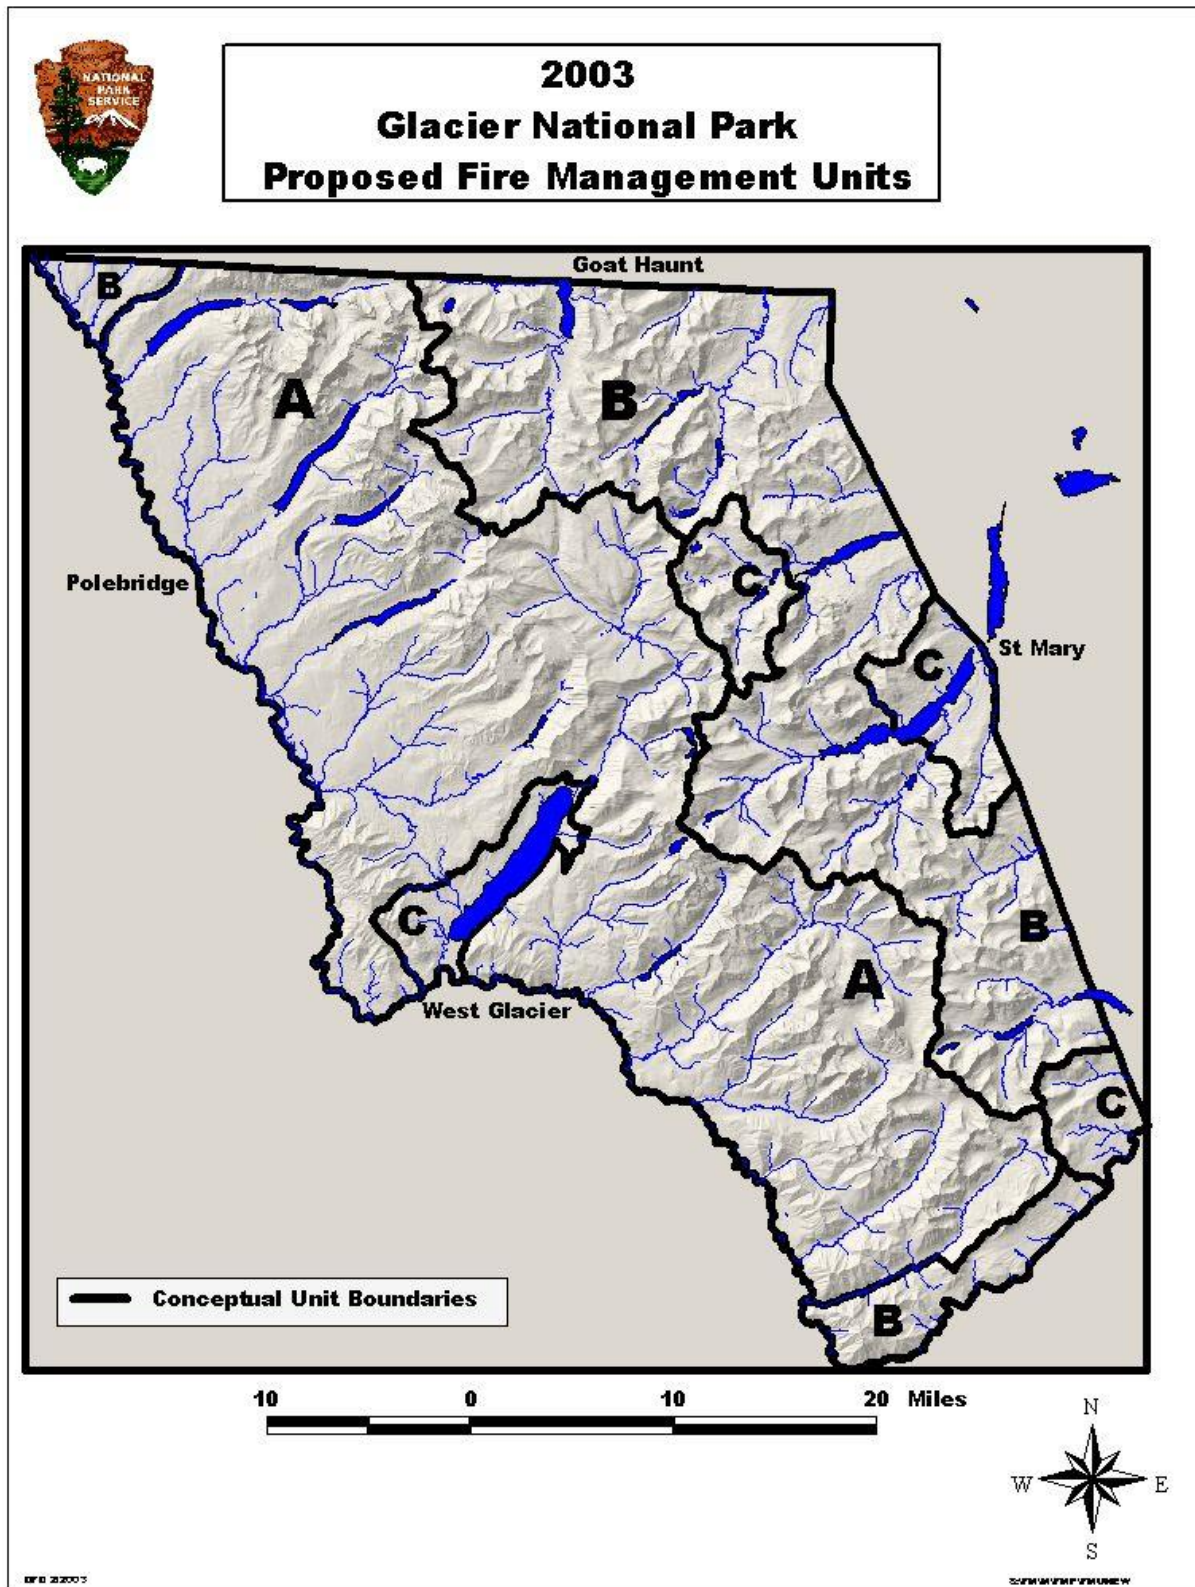 NATIONAL
PARK
SERVICE
2003
Glacier National Park
Proposed Fire Management Units
Goat Haunt
B
A
B
Polebridge
C
St Mary
C
C
B
West Glacier
A
C
B
Conceptual Unit Boundaries
10 0 10 20 Miles
N
W E
S